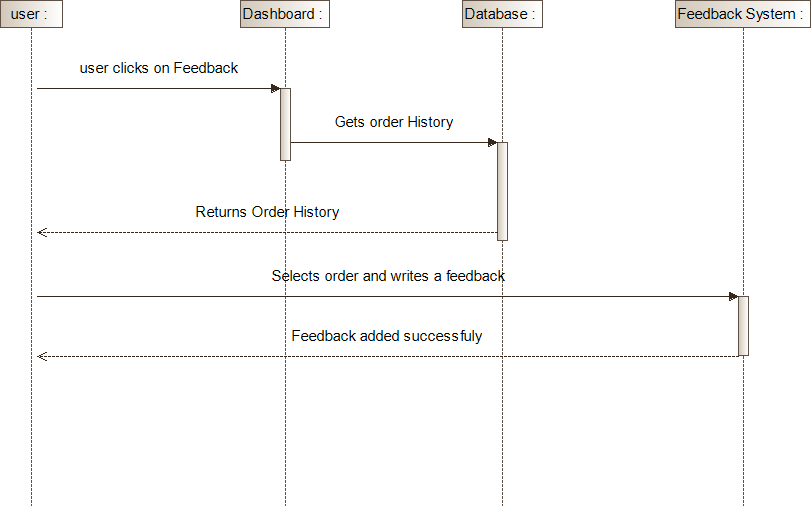 user :
Dashboard :
Database :
Feedback System :
user clicks on Feedback
Gets order History
Returns Order History
Selects order and writes a feedback
Feedback added successfuly